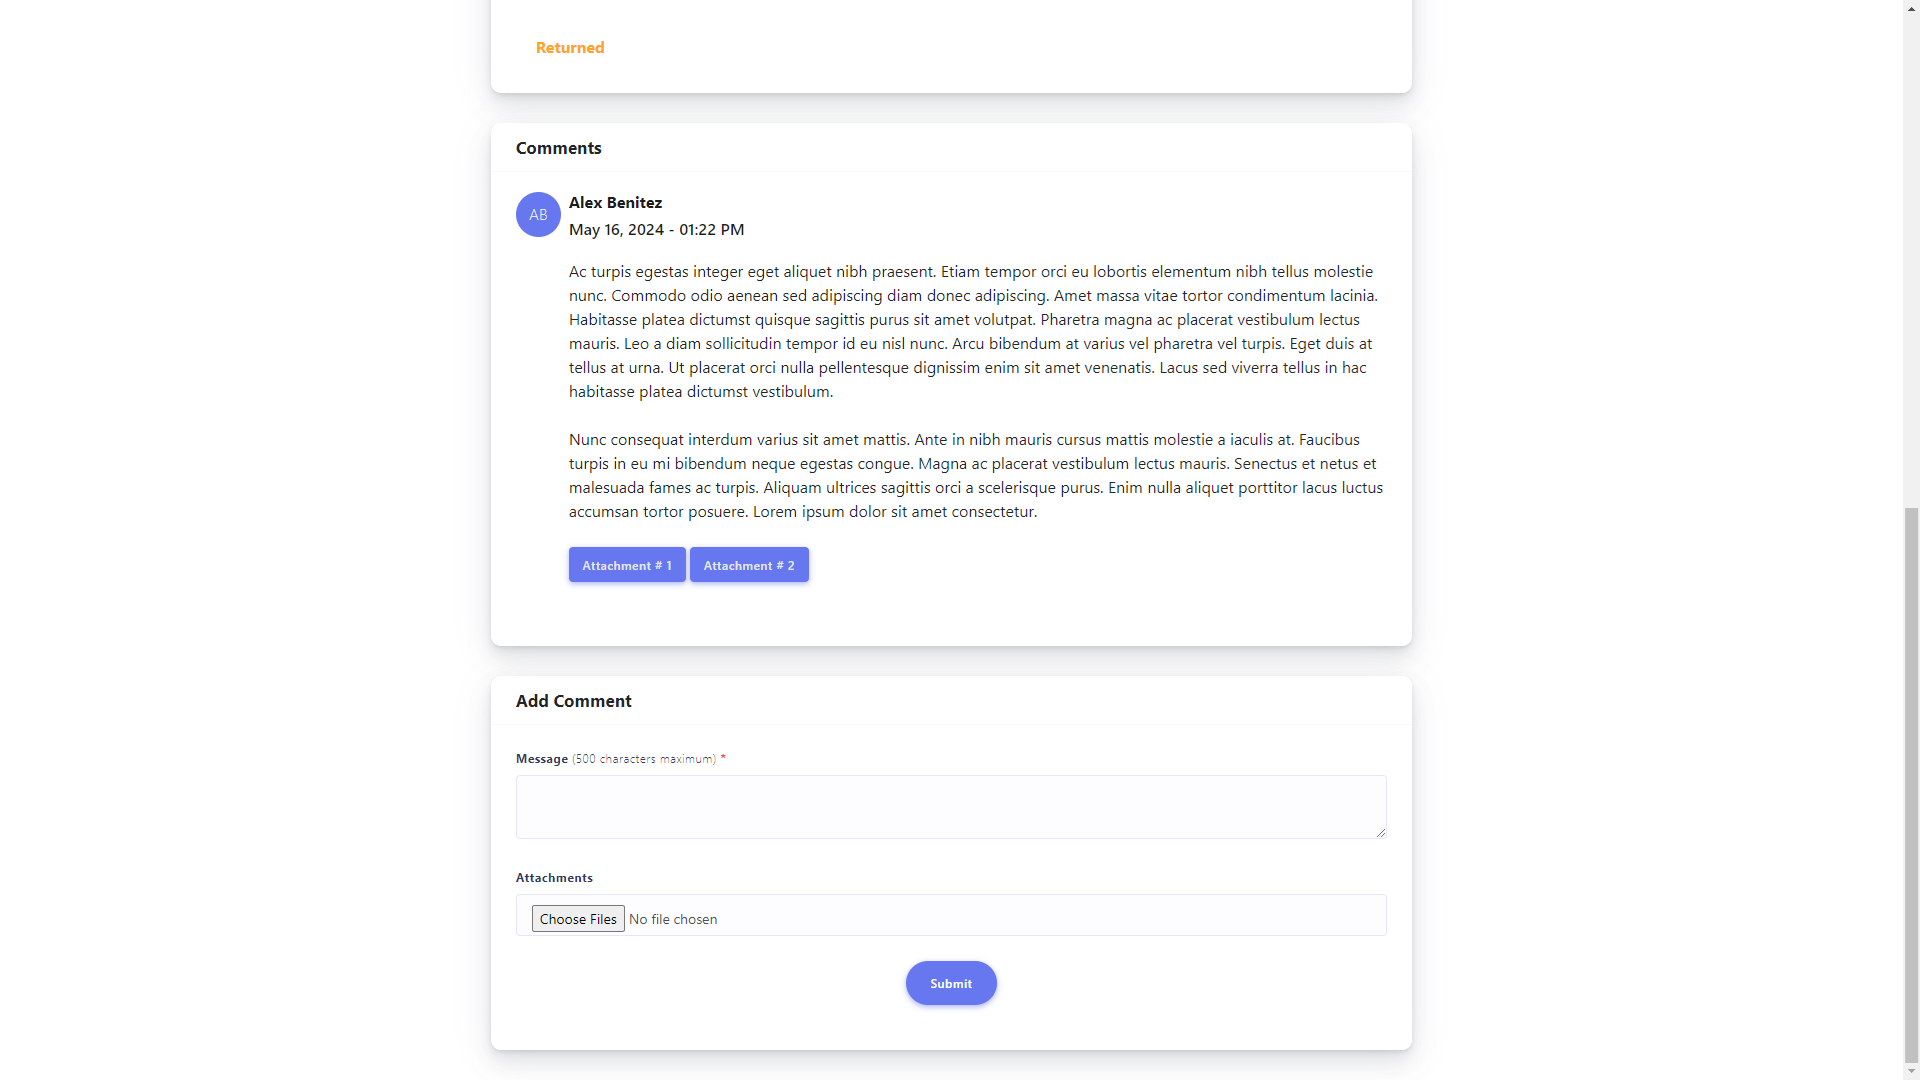 Returned
Comments
AB
Alex Benitez
May 16, 2024 - 01:22 PM
Ac turpis egestas integer eget aliquet nibh praesent. Etiam tempor orci eu lobortis elementum nibh tellus molestie
nunc. Commodo odio aenean sed adipiscing diam donec adipiscing. Amet massa vitae tortor condimentum lacinia.
Habitasse platea dictumst quisque sagittis purus sit amet volutpat. Pharetra magna ac placerat vestibulum lectus
mauris. Leo a diam sollicitudin tempor id eu nisl nunc. Arcu bibendum at varius vel pharetra vel turpis. Eget duis at
tellus at urna. Ut placerat orci nulla pellentesque dignissim enim sit amet venenatis. Lacus sed viverra tellus in hac
habitasse platea dictumst vestibulum.
Nunc consequat interdum varius sit amet mattis. Ante in nibh mauris cursus mattis molestie a iaculis at. Faucibus
turpis in eu mi bibendum neque egestas congue. Magna ac placerat vestibulum lectus mauris. Senectus et netus et
malesuada fames ac turpis. Aliquam ultrices sagittis orci a scelerisque purus. Enim nulla aliquet porttitor lacus luctus
accumsan tortor posuere. Lorem ipsum dolor sit amet consectetur.
Attachment # 1 Attachment # 2
Add Comment
Message (500 characters maximum) *
Attachments
Choose Files No file chosen
Submit